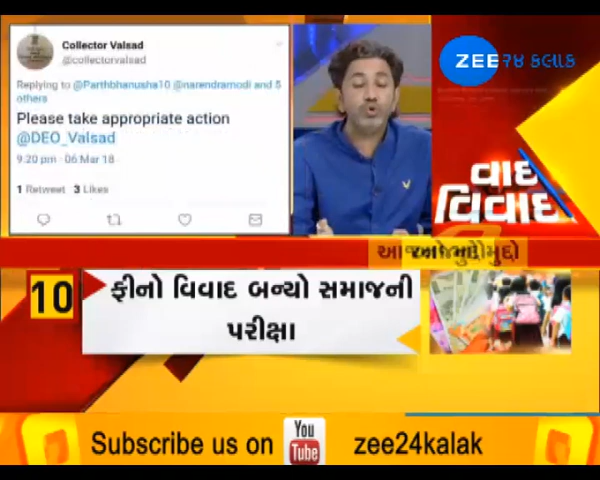 Collector Valsad
@collectorvalsad
Replying to @Parthbhanusha10 @narendramodi and 5
others
Please take appropriate action
@DEO_Valsad
9:20 pm · 06 Mar 18
1 Retweet 3 Likes
ZEE ૨૪ કલાક
વાદ
વિવાદ
10
ફીનો વિવાદ બન્યો સમાજની
પરીક્ષા
Subscribe us on You Tube zee24kalak